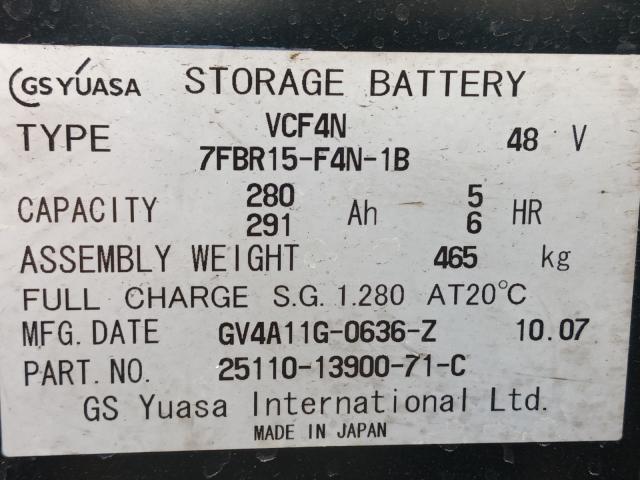 GS YUASA STORAGE BATTERY
TYPE VCF4N 48 V
7FBR15-F4N-1B
CAPACITY 280 Ah 5 HR
291 6
ASSEMBLY WEIGHT 465 kg
FULL CHARGE S.G. 1.280 AT20°C
MFG. DATE GV4A11G-0636-Z 10.07
PART. NO. 25110-13900-71-C
GS Yuasa International Ltd.
MADE IN JAPAN